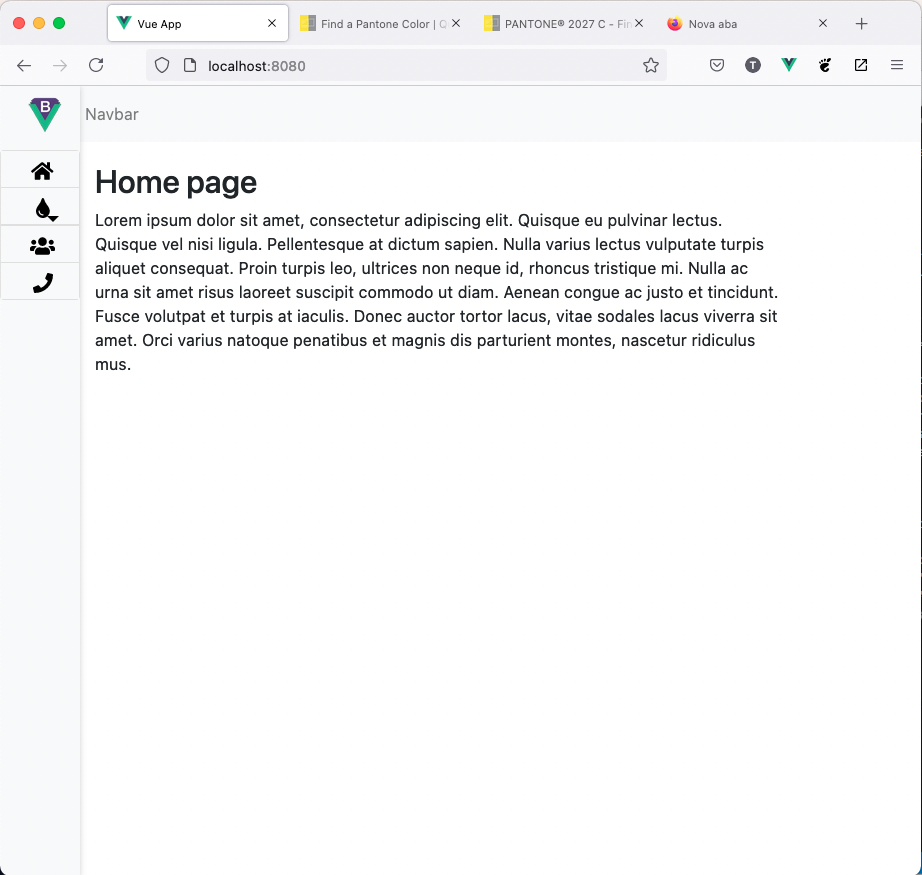 Vue App
Find a Pantone Color | Q
PANTONE® 2027 C - Fin
Nova aba
localhost:8080
T
B
Navbar
Home page
Lorem ipsum dolor sit amet, consectetur adipiscing elit. Quisque eu pulvinar lectus.
Quisque vel nisi ligula. Pellentesque at dictum sapien. Nulla varius lectus vulputate turpis
aliquet consequat. Proin turpis leo, ultrices non neque id, rhoncus tristique mi. Nulla ac
urna sit amet risus laoreet suscipit commodo ut diam. Aenean congue ac justo et tincidunt.
Fusce volutpat et turpis at iaculis. Donec auctor tortor lacus, vitae sodales lacus viverra sit
amet. Orci varius natoque penatibus et magnis dis parturient montes, nascetur ridiculus
mus.